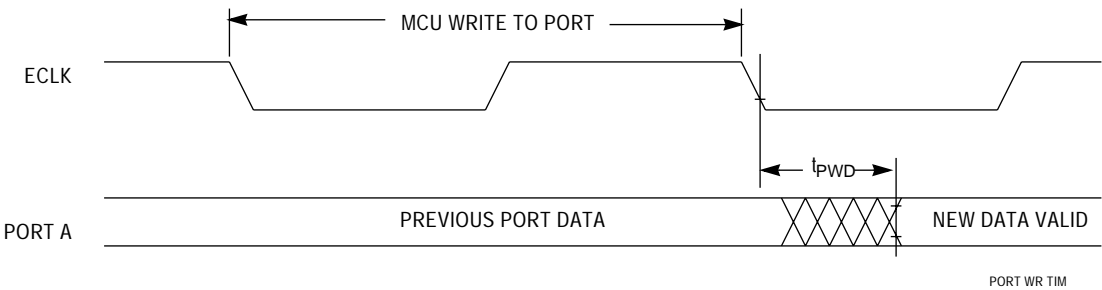 MCU WRITE TO PORT
ECLK
tPWD
PORT A
PREVIOUS PORT DATA
NEW DATA VALID
PORT WR TIM